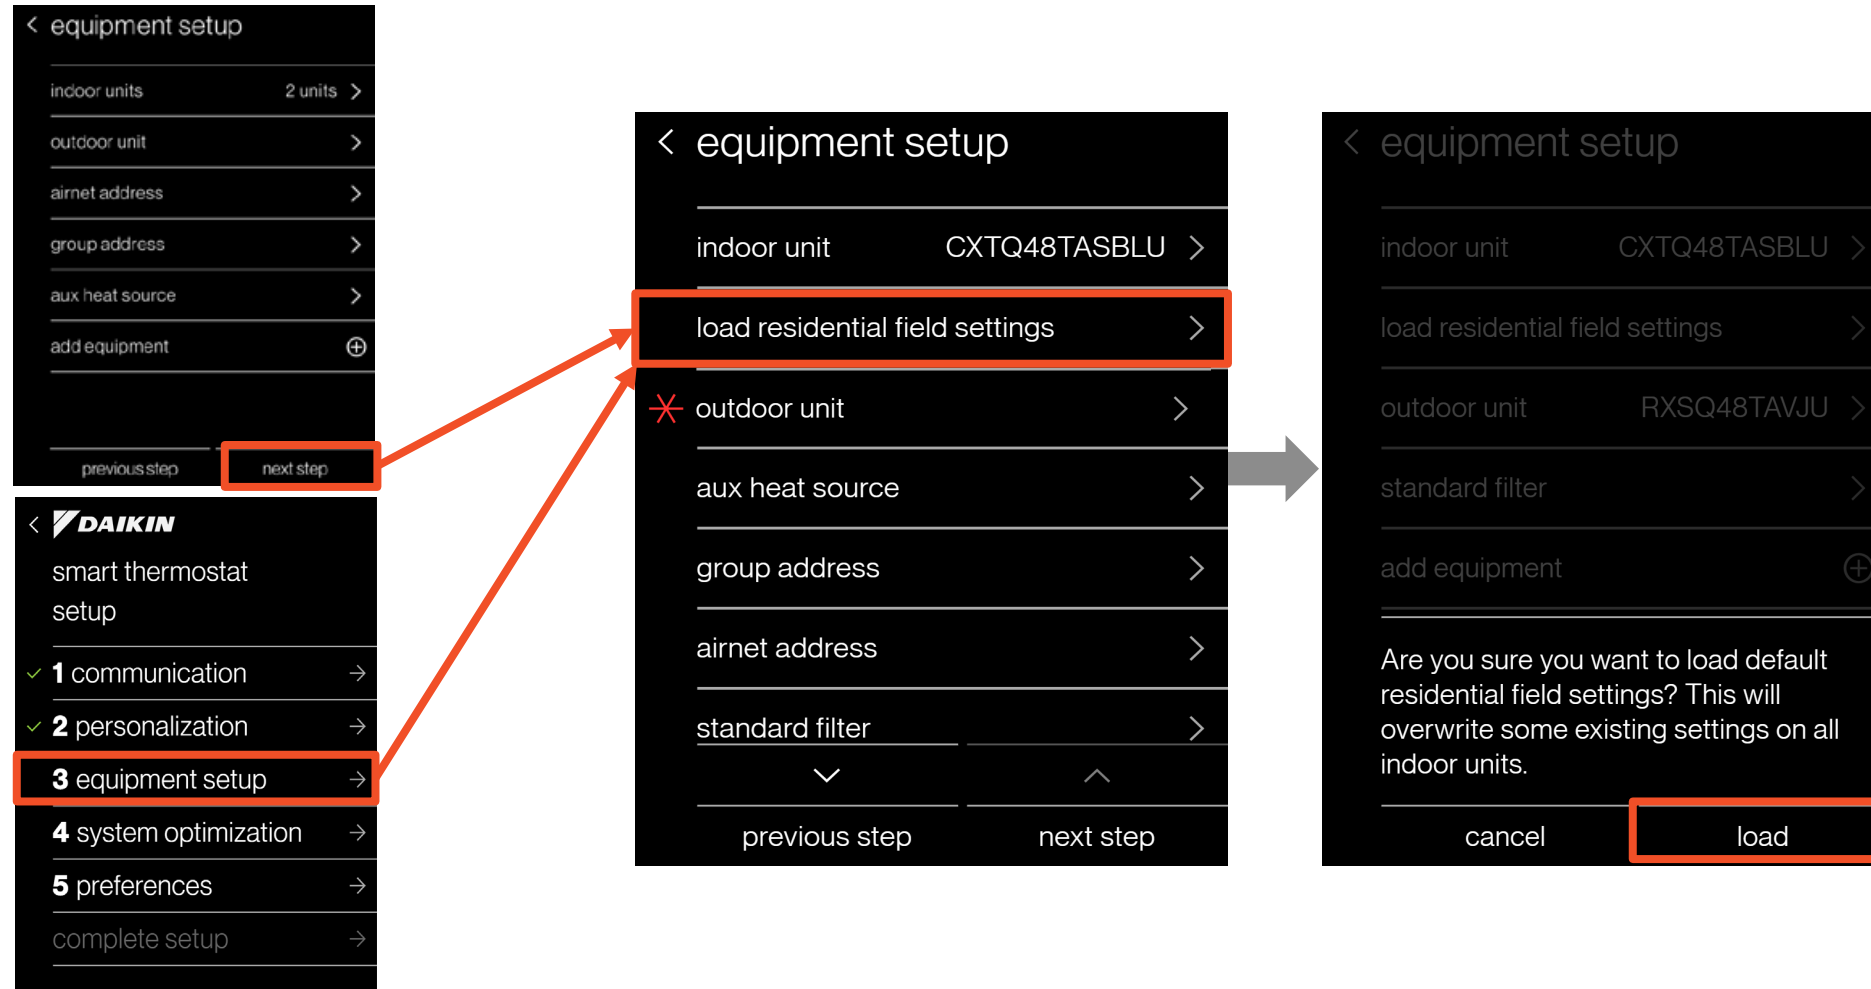 equipment setup
indoor units 2 units
outdoor unit
airnet address
group address
aux heat source
add equipment
previous step next step
DAIKIN
smart thermostat
setup
1 communication
2 personalization
3 equipment setup
4 system optimization
5 preferences
complete setup
equipment setup
indoor unit CXTQ48TASBLU
load residential field settings
outdoor unit
aux heat source
group address
airnet address
standard filter
previous step next step
equipment setup
indoor unit CXTQ48TASBLU
load residential field settings
outdoor unit RXSQ48TAVJU
standard filter
add equipment
Are you sure you want to load default
residential field settings? This will
overwrite some existing settings on all
indoor units.
cancel load